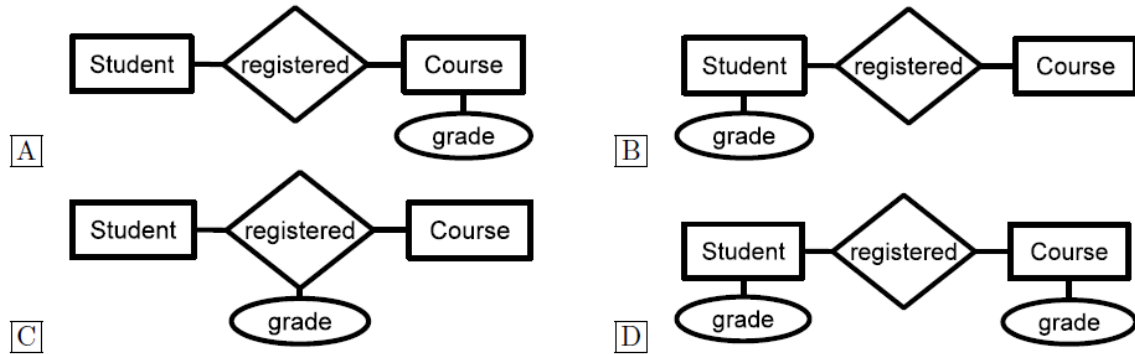 Student registered Course
grade
A
Student registered Course
grade
B
Student registered Course
grade
C
Student registered Course
grade grade
D